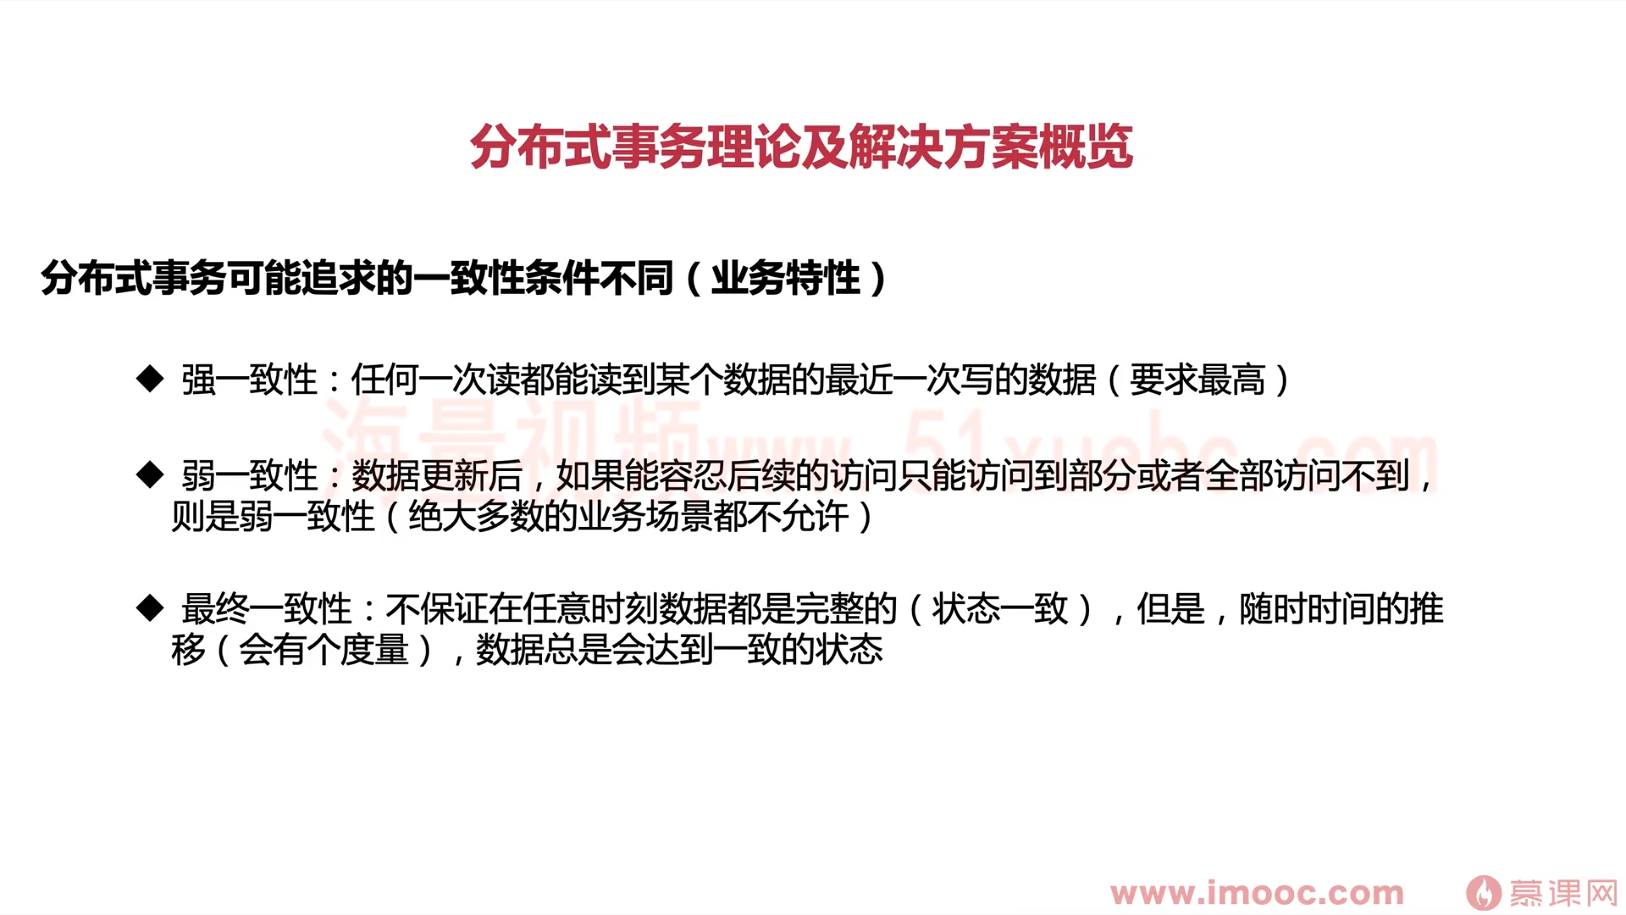 分布式事务理论及解决方案概览
分布式事务可能追求的一致性条件不同（业务特性）
◆ 强一致性：任何一次读都能读到某个数据的最近一次写的数据（要求最高）
海量视频www.51xuebc.com
◆ 弱一致性：数据更新后，如果能容忍后续的访问只能访问到部分或者全部访问不到，
则是弱一致性（绝大多数的业务场景都不允许）
◆ 最终一致性：不保证在任意时刻数据都是完整的（状态一致），但是，随时时间的推
移（会有个度量），数据总是会达到一致的状态
www.imooc.com 慕课网